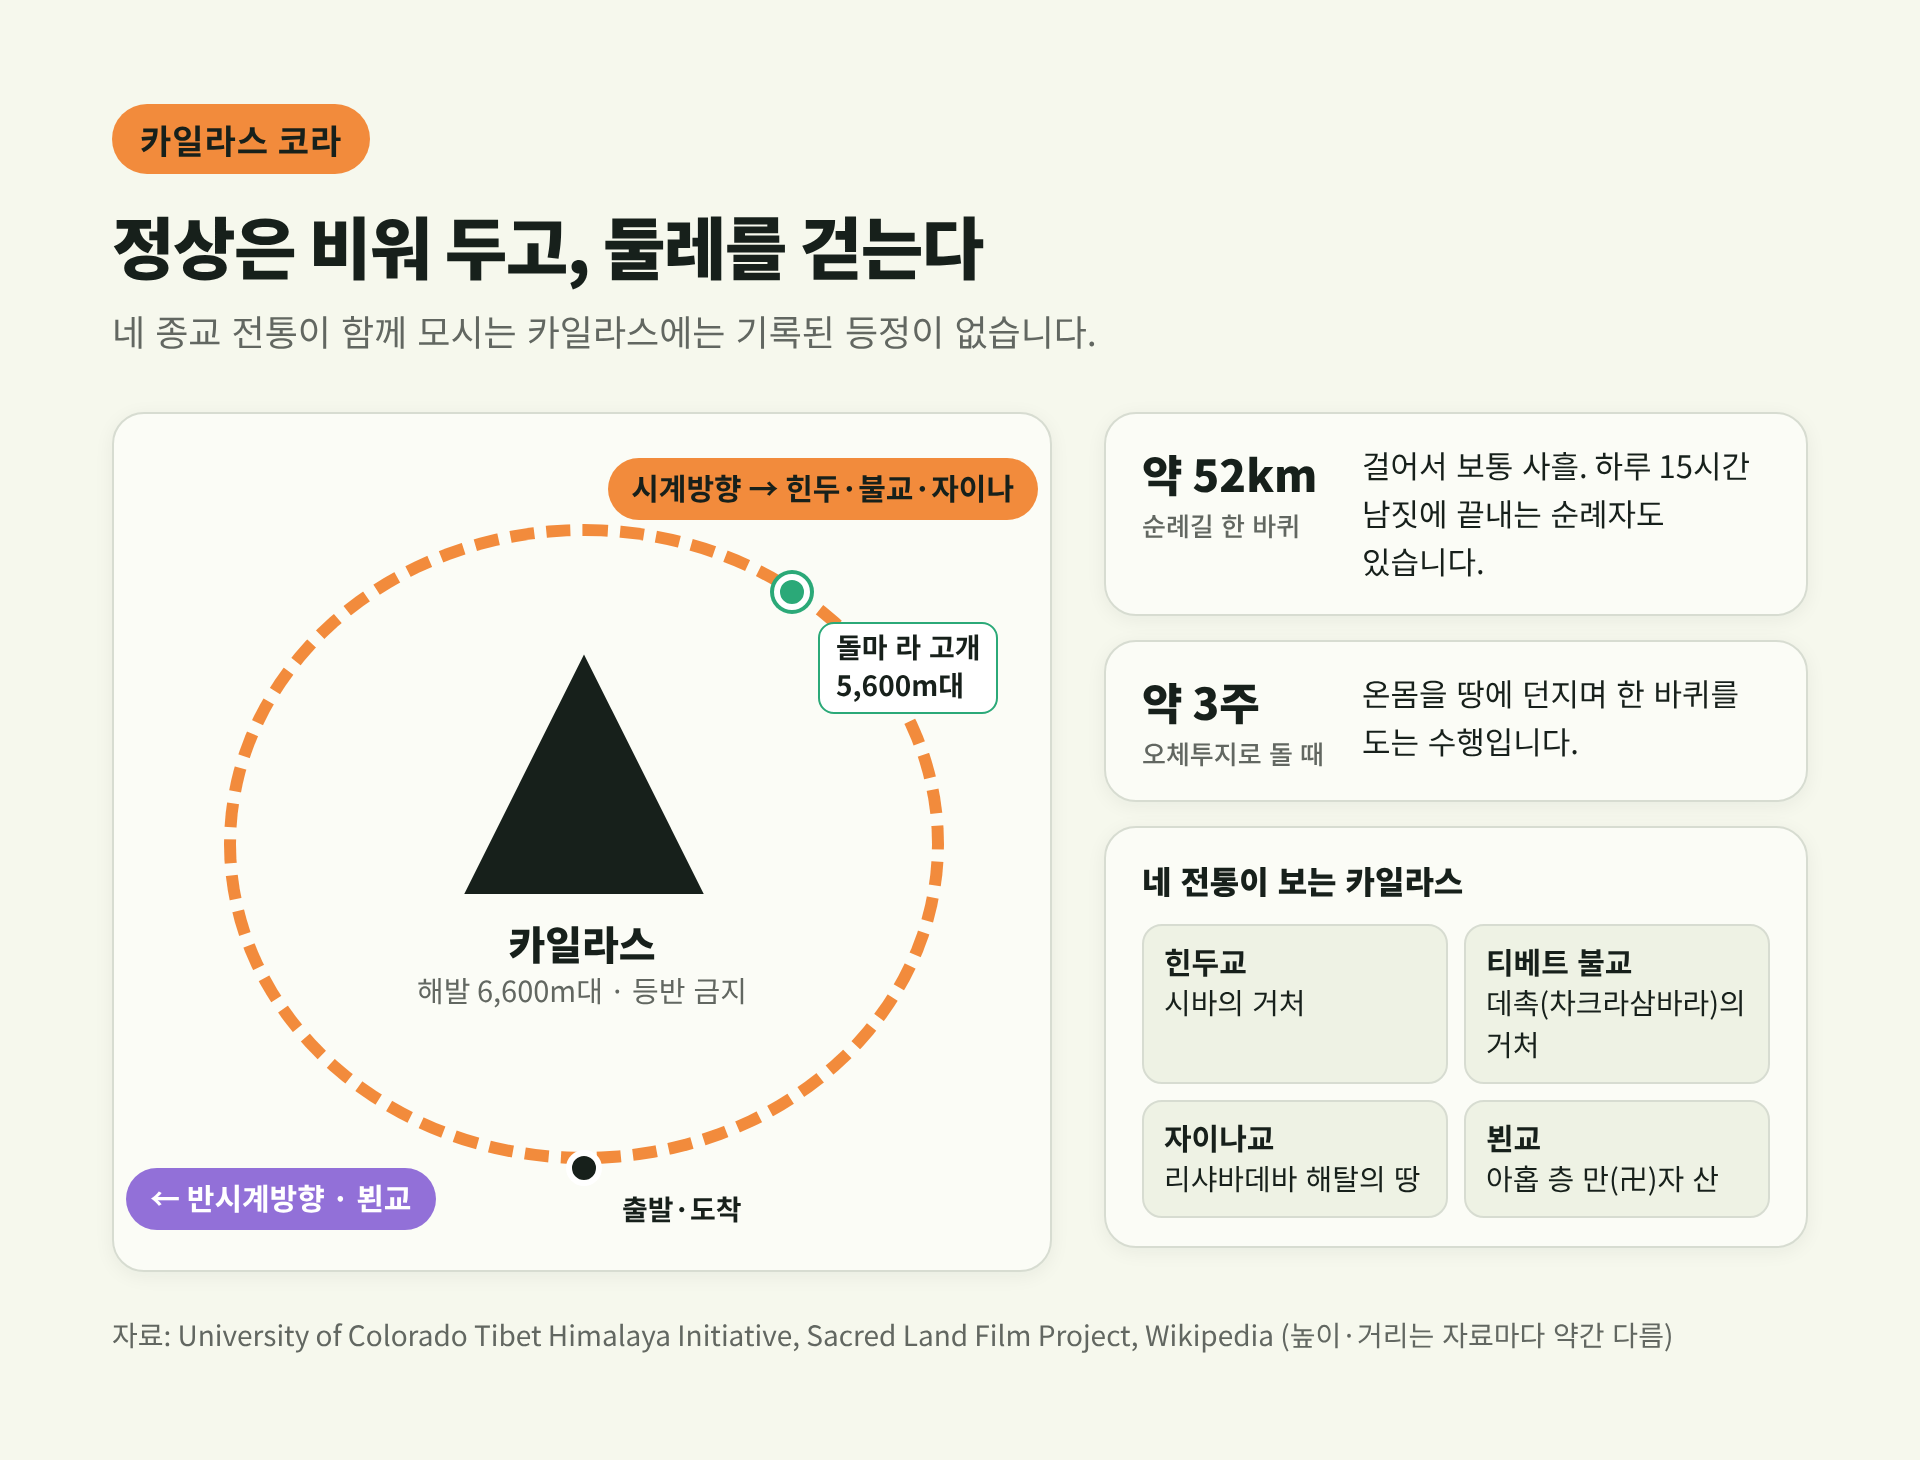 카일라스 코라
정상은 비워 두고, 둘레를 걷는다
네 종교 전통이 함께 모시는 카일라스에는 기록된 등정이 없습니다.
시계방향 → 힌두·불교·자이나
돌마 라 고개
5,600m대
카일라스
해발 6,600m대 · 등반 금지
← 반시계방향 · 뵌교
출발·도착
약 52km
순례길 한 바퀴
걸어서 보통 사흘. 하루 15시간
남짓에 끝내는 순례자도
있습니다.
약 3주
오체투지로 돌 때
온몸을 땅에 던지며 한 바퀴를
도는 수행입니다.
네 전통이 보는 카일라스
힌두교
시바의 거처
티베트 불교
데촉(차크라삼바라)의
거처
자이나교
리샤바데바 해탈의 땅
뵌교
아홉 층 만(卍)자 산
자료: University of Colorado Tibet Himalaya Initiative, Sacred Land Film Project, Wikipedia (높이·거리는 자료마다 약간 다름)